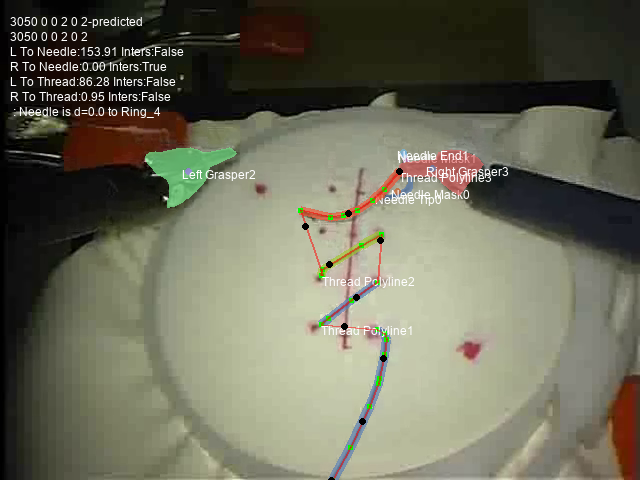 3050 0 0 2 0 2-predicted
3050 0 0 2 0 2
L To Needle:153.91 Inters:False
R To Needle:0.00 Inters:True
L To Thread:86.28 Inters:False
R To Thread:0.95 Inters:False
: Needle is d=0.0 to Ring_4
Needle End1
Needle Mask1
Right Grasper3
Left Grasper2
Thread Polyline3
Needle Mask0
Needle Tip0
Thread Polyline2
Thread Polyline1